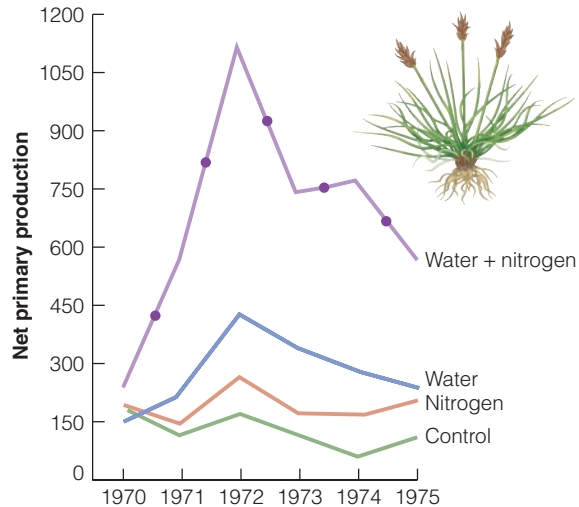 1200
1050
900
750
600
450
300
150
0
Net primary production
Water + nitrogen
Water
Nitrogen
Control
1970 1971 1972 1973 1974 1975